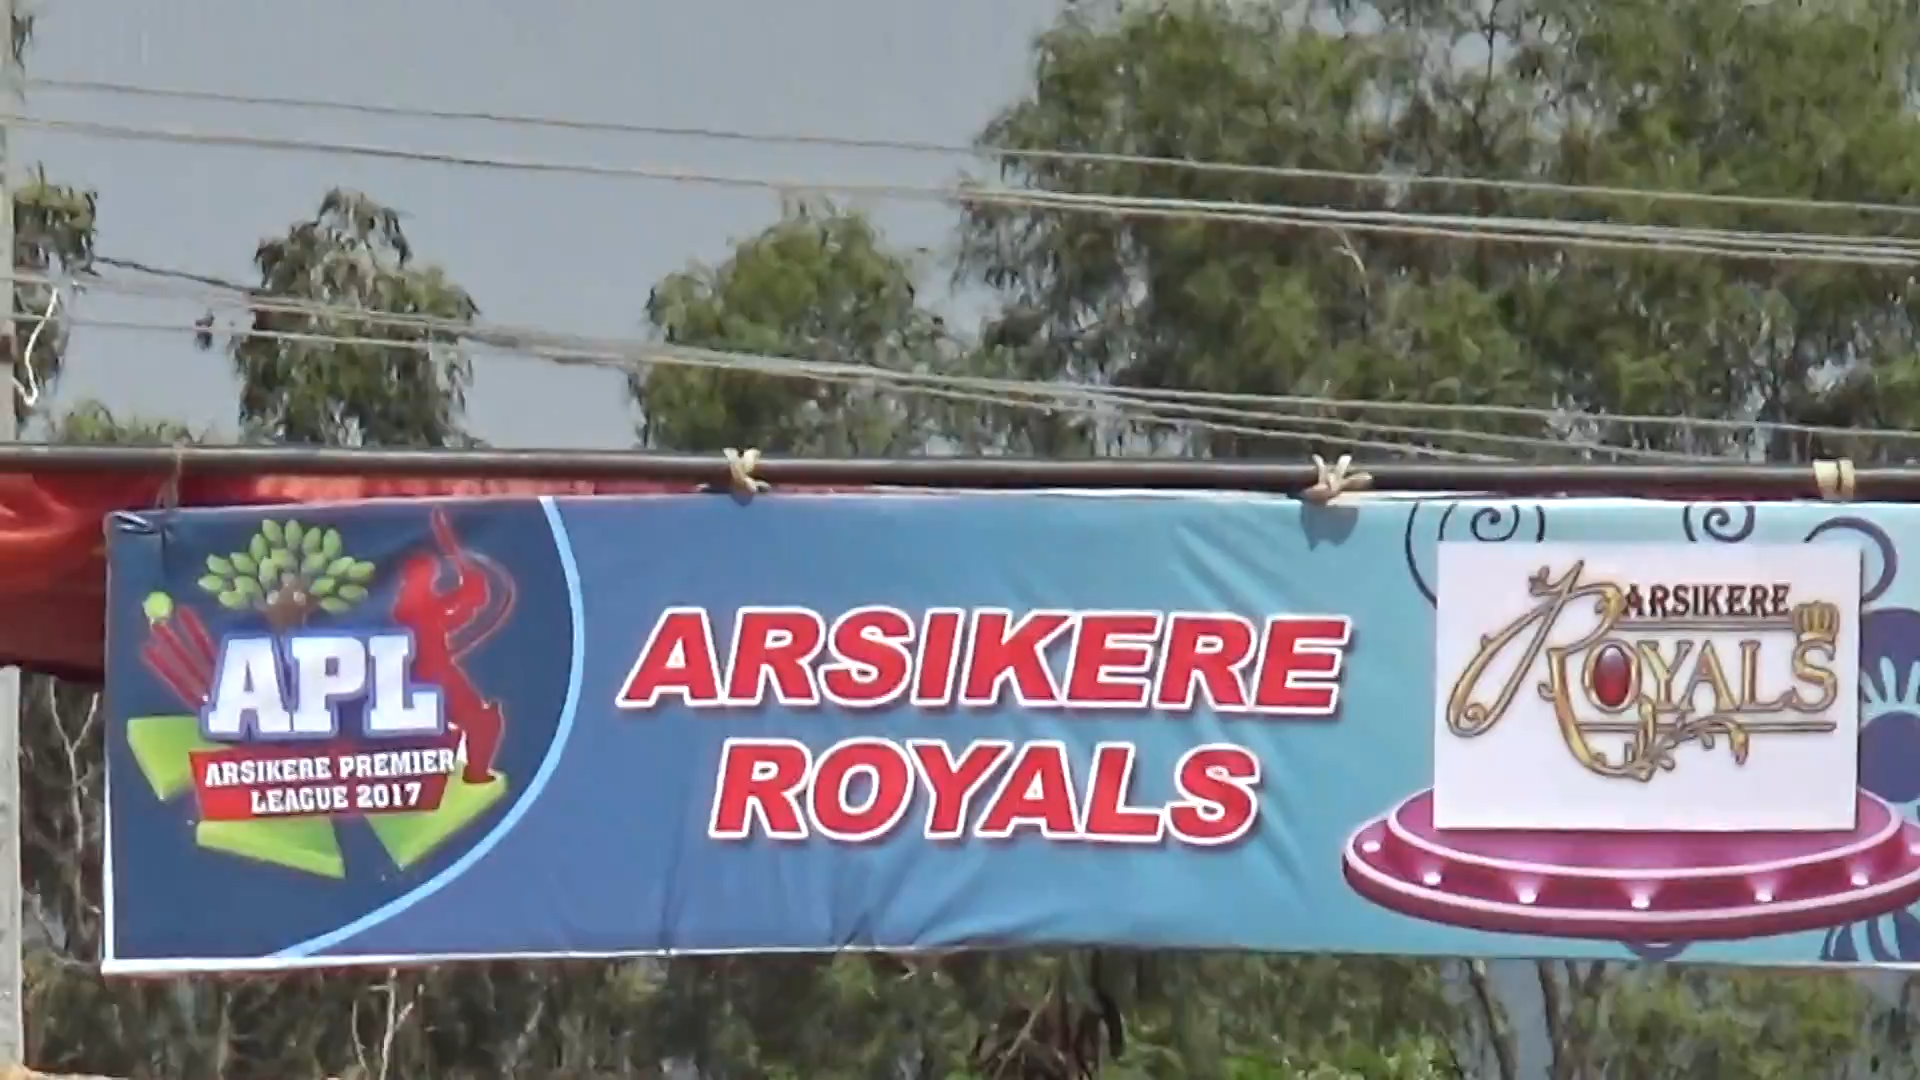 APL
ARSIKERE PREMIER
LEAGUE 2017
ARSIKERE
ROYALS
ARSIKERE
ROYALS